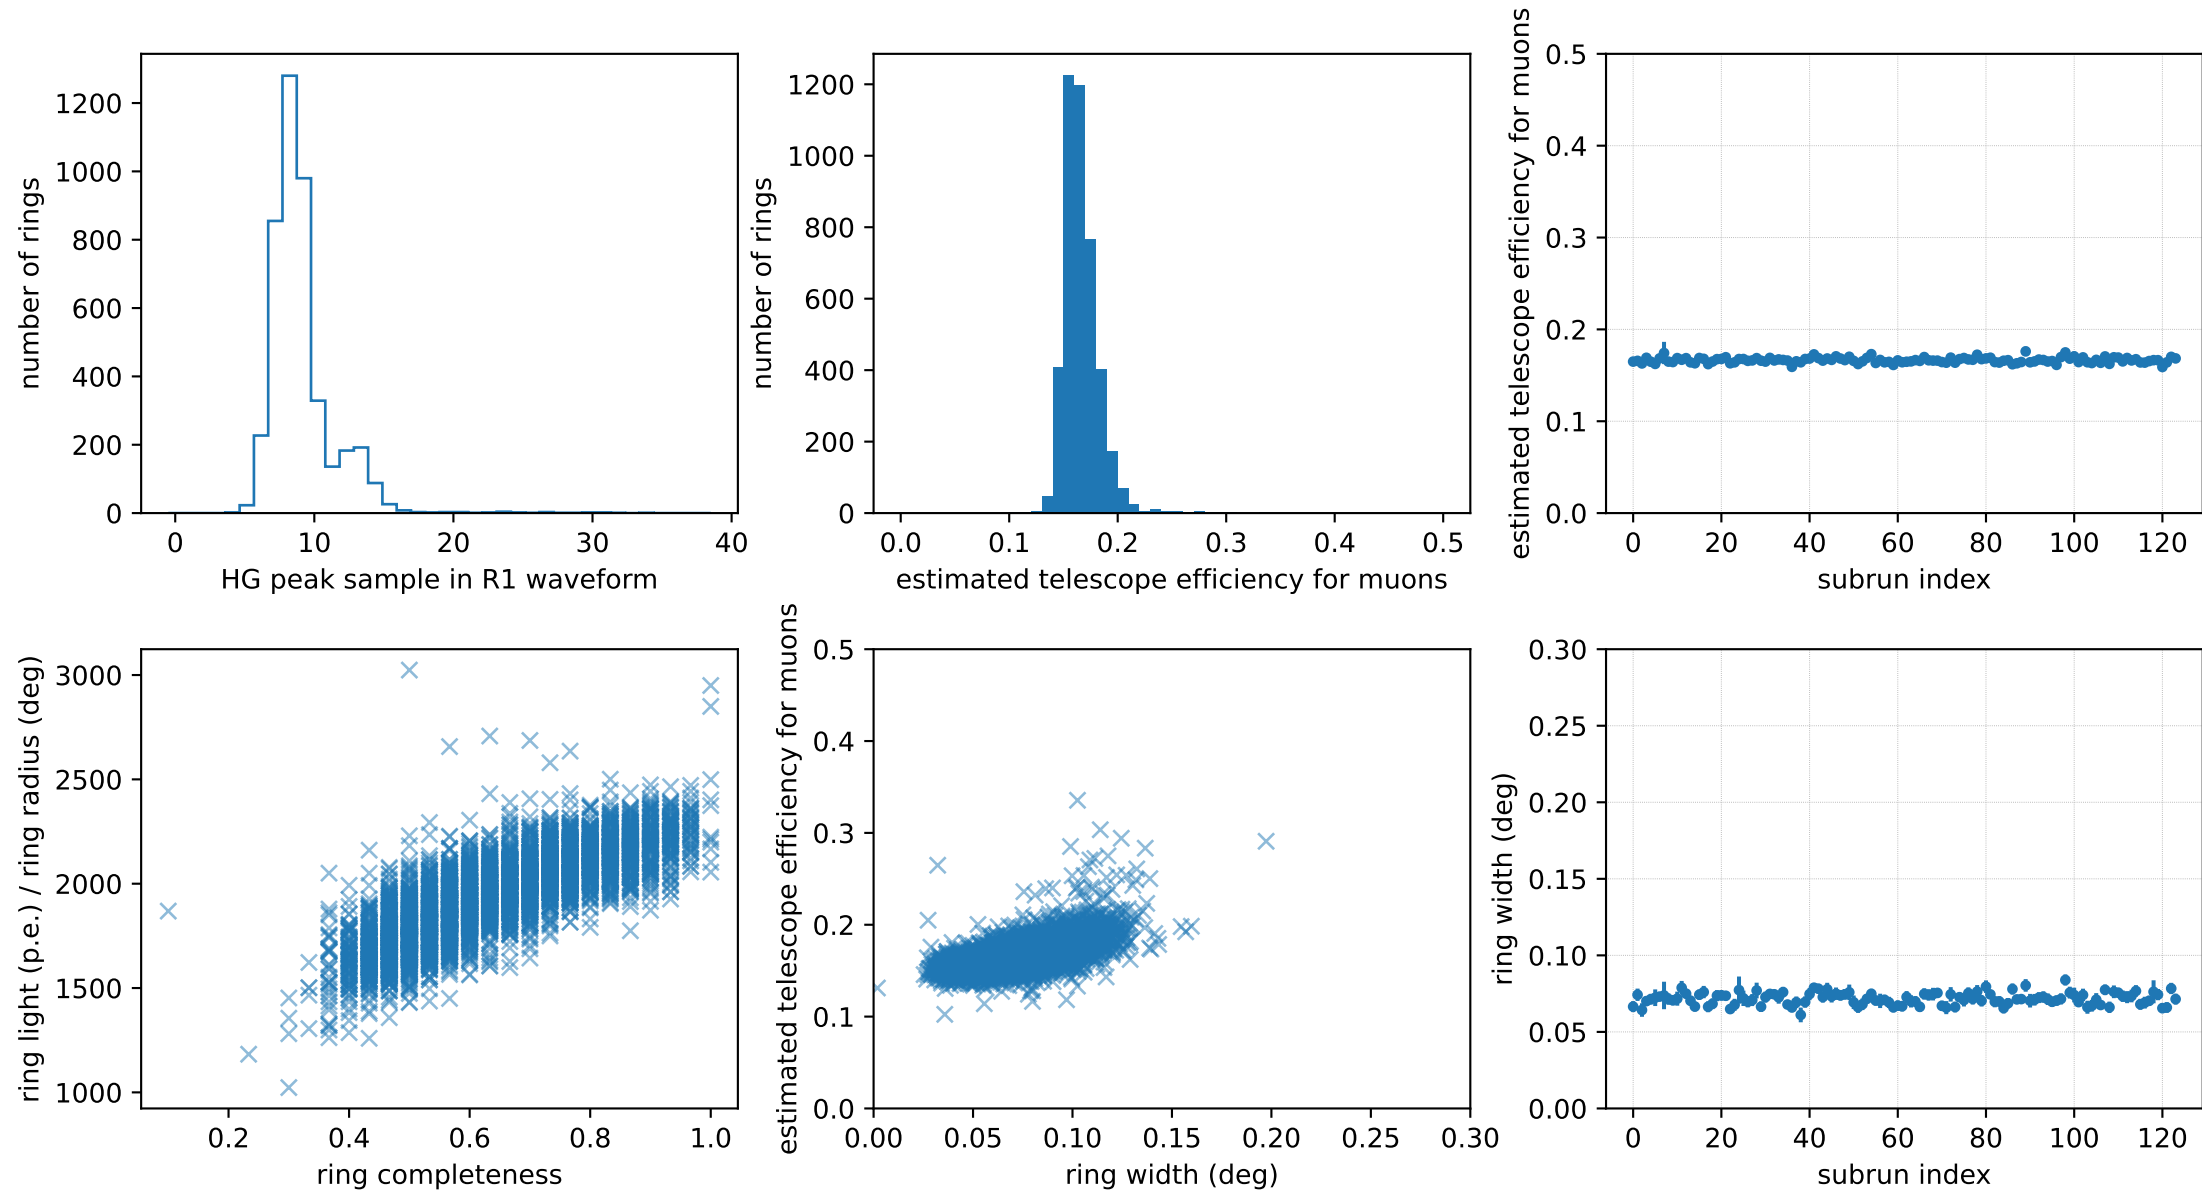 number of rings
1200
1000
800
600
400
200
0
0 10 20 30 40
HG peak sample in R1 waveform
number of rings
1200
1000
800
600
400
200
0
0.0 0.1 0.2 0.3 0.4 0.5
estimated telescope efficiency for muons
estimated telescope efficiency for muons
0.5
0.4
0.3
0.2
0.1
0.0
0 20 40 60 80 100 120
subrun index
ring light (p.e.) / ring radius (deg)
3000
2500
2000
1500
1000
0.2 0.4 0.6 0.8 1.0
ring completeness
estimated telescope efficiency for muons
0.5
0.4
0.3
0.2
0.1
0.0
0.00 0.05 0.10 0.15 0.20 0.25 0.30
ring width (deg)
ring width (deg)
0.30
0.25
0.20
0.15
0.10
0.05
0.00
0 20 40 60 80 100 120
subrun index